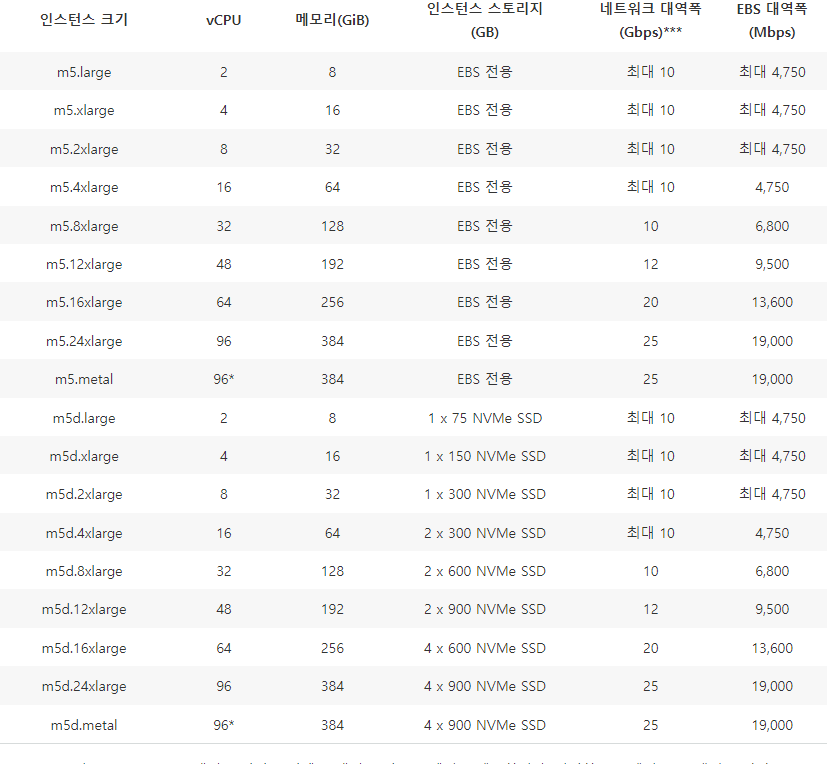 인스턴스 크기 vCPU 메모리(GiB) 인스턴스 스토리지 (GB) 네트워크 대역폭 (Gbps)*** EBS 대역폭 (Mbps)
m5.large 2 8 EBS 전용 최대 10 최대 4,750
m5.xlarge 4 16 EBS 전용 최대 10 최대 4,750
m5.2xlarge 8 32 EBS 전용 최대 10 최대 4,750
m5.4xlarge 16 64 EBS 전용 최대 10 4,750
m5.8xlarge 32 128 EBS 전용 10 6,800
m5.12xlarge 48 192 EBS 전용 12 9,500
m5.16xlarge 64 256 EBS 전용 20 13,600
m5.24xlarge 96 384 EBS 전용 25 19,000
m5.metal 96* 384 EBS 전용 25 19,000
m5d.large 2 8 1 x 75 NVMe SSD 최대 10 최대 4,750
m5d.xlarge 4 16 1 x 150 NVMe SSD 최대 10 최대 4,750
m5d.2xlarge 8 32 1 x 300 NVMe SSD 최대 10 최대 4,750
m5d.4xlarge 16 64 2 x 300 NVMe SSD 최대 10 4,750
m5d.8xlarge 32 128 2 x 600 NVMe SSD 10 6,800
m5d.12xlarge 48 192 2 x 900 NVMe SSD 12 9,500
m5d.16xlarge 64 256 4 x 600 NVMe SSD 20 13,600
m5d.24xlarge 96 384 4 x 900 NVMe SSD 25 19,000
m5d.metal 96* 384 4 x 900 NVMe SSD 25 19,000